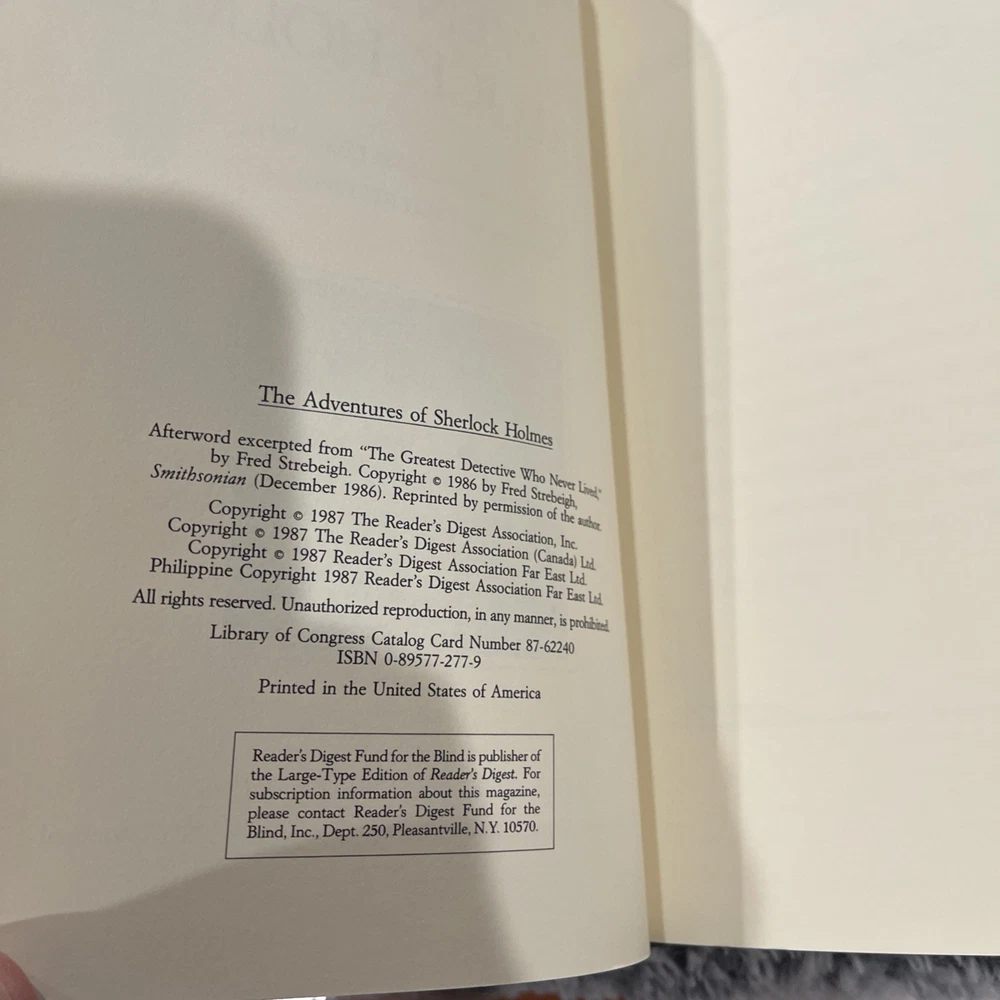 The Adventures of Sherlock Holmes
Afterword excerpted from “The Greatest Detective Who Never Lived,”
by Fred Strebeigh. Copyright © 1986 by Fred Strebeigh,
Smithsonian (December 1986). Reprinted by permission of the author.
Copyright © 1987 The Reader's Digest Association, Inc.
Copyright © 1987 The Reader's Digest Association (Canada) Ltd.
Copyright © 1987 Reader's Digest Association Far East Ltd.
Philippine Copyright 1987 Reader's Digest Association Far East Ltd.
All rights reserved. Unauthorized reproduction, in any manner, is prohibited.
Library of Congress Catalog Card Number 87-62240
ISBN 0-89577-277-9
Printed in the United States of America
Reader's Digest Fund for the Blind is publisher of
the Large-Type Edition of Reader's Digest. For
subscription information about this magazine,
please contact Reader's Digest Fund for the
Blind, Inc., Dept. 250, Pleasantville, N.Y. 10570.